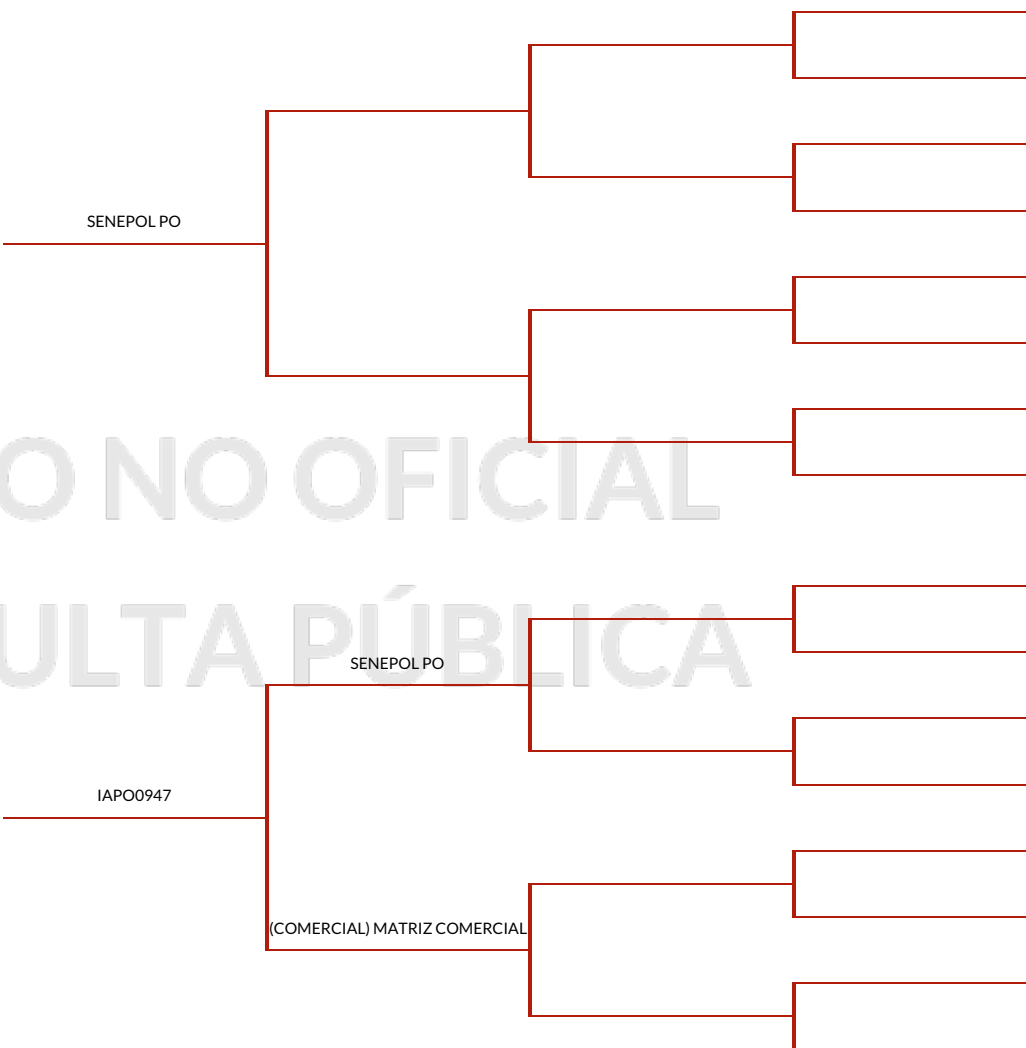 SENEPOL PO
O NO OFICIAL
ULTA PÚBLICA
SENEPOL PO
IAPO0947
(COMERCIAL) MATRIZ COMERCIAL